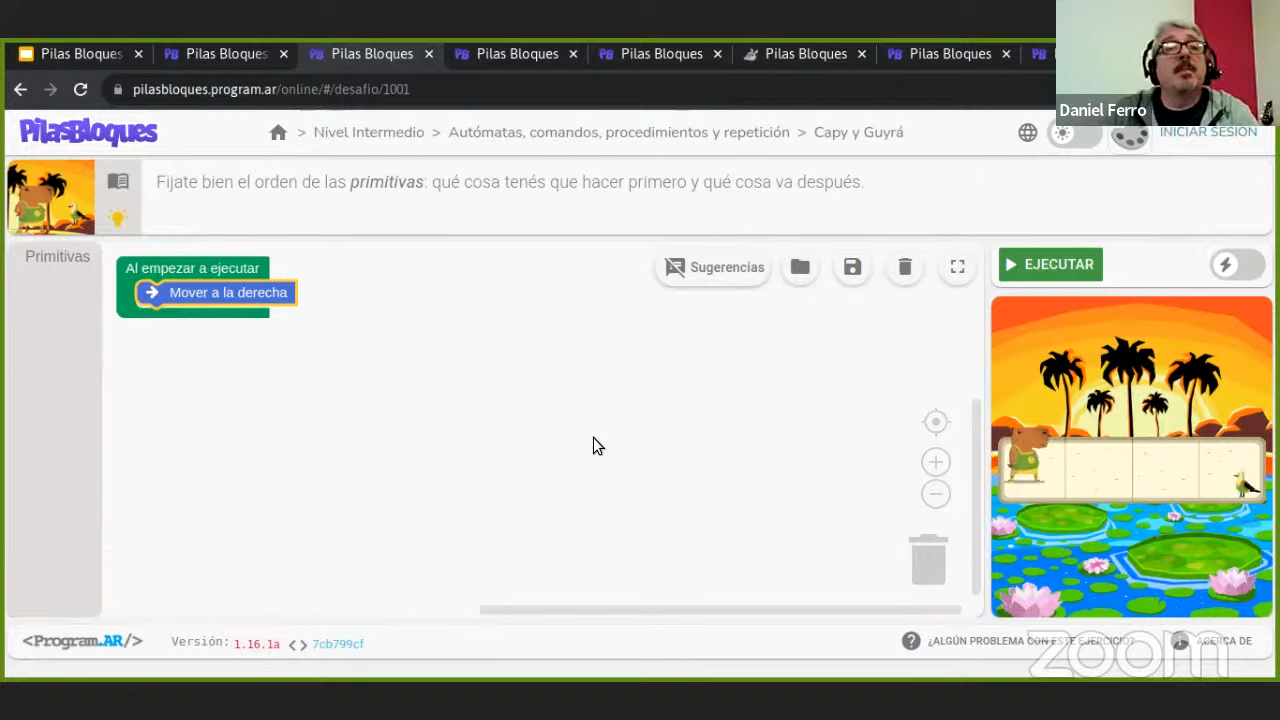 Pilas Bloques
Pilas Bloques
Pilas Bloques
Pilas Bloques
Pilas Bloques
Pilas Bloques
Pilas Bloques
pilasbloques.program.ar/online/#/desafio/1001
Daniel Ferro
PilasBloques
> Nivel Intermedio > Autómatas, comandos, procedimientos y repetición > Capy y Guyrá
INICIAR SESIÓN
Fijate bien el orden de las primitivas: qué cosa tenés que hacer primero y qué cosa va después.
Primitivas
Al empezar a ejecutar
Mover a la derecha
Sugerencias
EJECUTAR
<Program.AR/>
Versión: 1.16.1a <> 7cb799cf
¿ALGÚN PROBLEMA CON ESTE EJERCICIO?
ACERCA DE
zoom